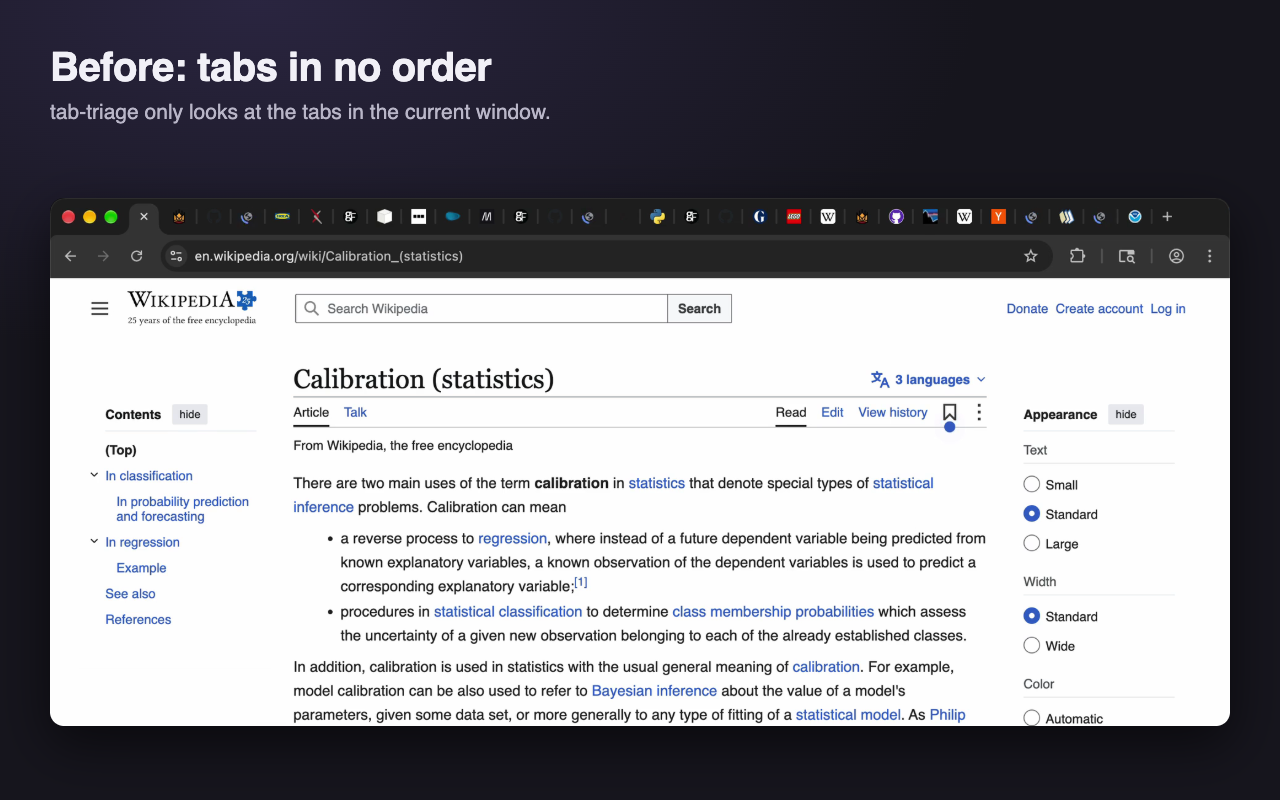 Before: tabs in no order
tab-triage only looks at the tabs in the current window.
en.wikipedia.org/wiki/Calibration_(statistics)
WIKIPEDIA 25
25 years of the free encyclopedia
Search Wikipedia
Search
Donate Create account Log in
Calibration (statistics)
3 languages
Contents hide
Article Talk
Read Edit View history
Appearance hide
From Wikipedia, the free encyclopedia
(Top)
In classification
In probability prediction
and forecasting
In regression
Example
See also
References
There are two main uses of the term calibration in statistics that denote special types of statistical
inference problems. Calibration can mean
a reverse process to regression, where instead of a future dependent variable being predicted from
known explanatory variables, a known observation of the dependent variables is used to predict a
corresponding explanatory variable;[1]
procedures in statistical classification to determine class membership probabilities which assess
the uncertainty of a given new observation belonging to each of the already established classes.
In addition, calibration is used in statistics with the usual general meaning of calibration. For example,
model calibration can be also used to refer to Bayesian inference about the value of a model's
parameters, given some data set, or more generally to any type of fitting of a statistical model. As Philip
Text
Small
Standard
Large
Width
Standard
Wide
Color
Automatic